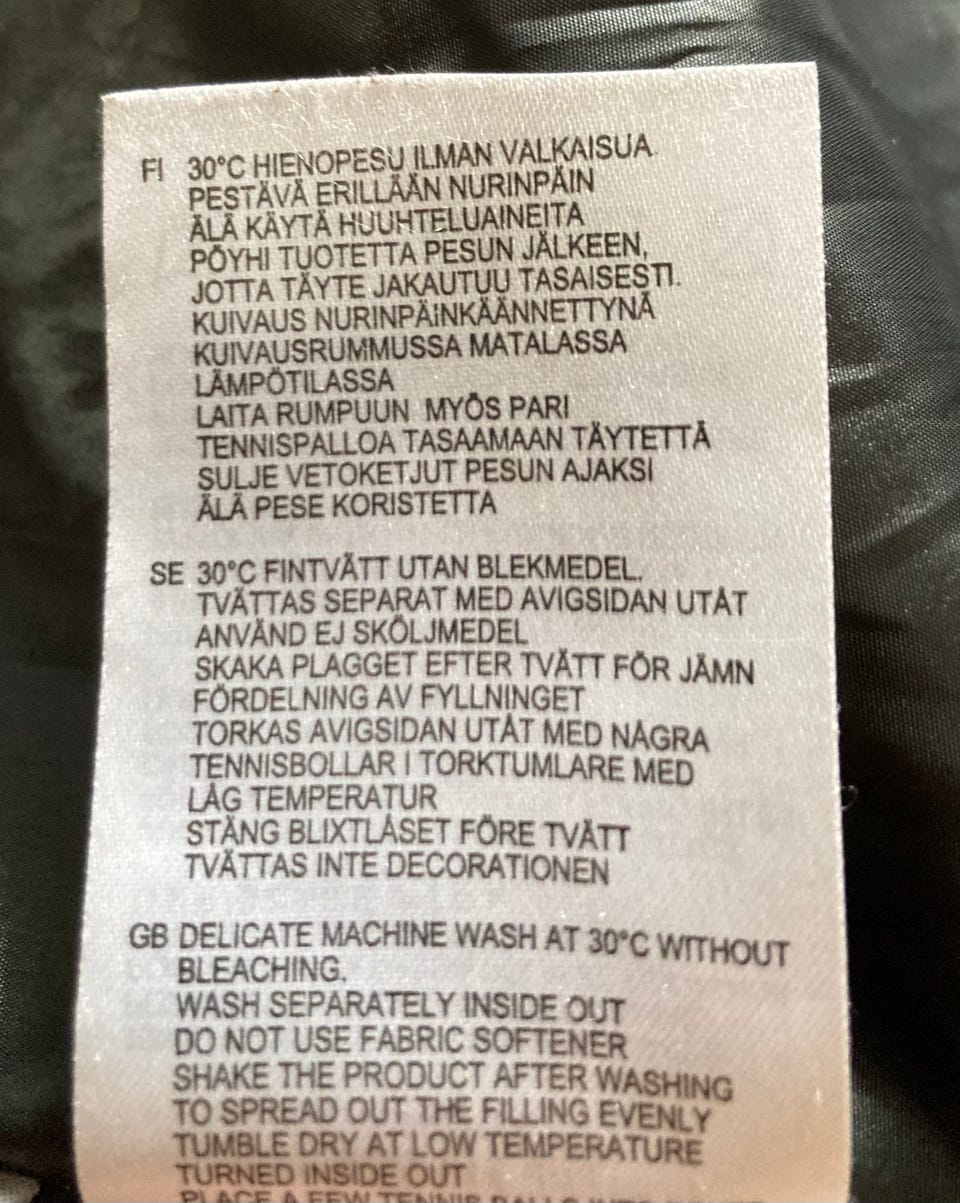 FI 30°C HIENOPESU ILMAN VALKAISUA.
PESTÄVÄ ERILLÄÄN NURINPÄIN
ÄLÄ KÄYTÄ HUUHTELUAINEITA
PÖYHI TUOTETTA PESUN JÄLKEEN,
JOTTA TÄYTE JAKAUTUU TASAISESTI.
KUIVAUS NURINPÄINKÄÄNNETTYNÄ
KUIVAUSRUMMUSSA MATALASSA
LÄMPÖTILASSA
LAITA RUMPUUN MYÖS PARI
TENNISPALLOA TASAAMAAN TÄYTETTÄ
SULJE VETOKETJUT PESUN AJAKSI
ÄLÄ PESE KORISTETTA
SE 30°C FINTVÄTT UTAN BLEKMEDEL.
TVÄTTAS SEPARAT MED AVIGSIDAN UTÅT
ANVÄND EJ SKÖLJMEDEL
SKAKA PLAGGET EFTER TVÄTT FÖR JÄMN
FÖRDELNING AV FYLLNINGET
TORKAS AVIGSIDAN UTÅT MED NÅGRA
TENNISBOLLAR I TORKTUMLARE MED
LÅG TEMPERATUR
STÄNG BLIXTLÅSET FÖRE TVÄTT
TVÄTTAS INTE DECORATIONEN
GB DELICATE MACHINE WASH AT 30°C WITHOUT
BLEACHING.
WASH SEPARATELY INSIDE OUT
DO NOT USE FABRIC SOFTENER
SHAKE THE PRODUCT AFTER WASHING
TO SPREAD OUT THE FILLING EVENLY
TUMBLE DRY AT LOW TEMPERATURE
TURNED INSIDE OUT
PLACE A FEW TENNIS BALLS INTO